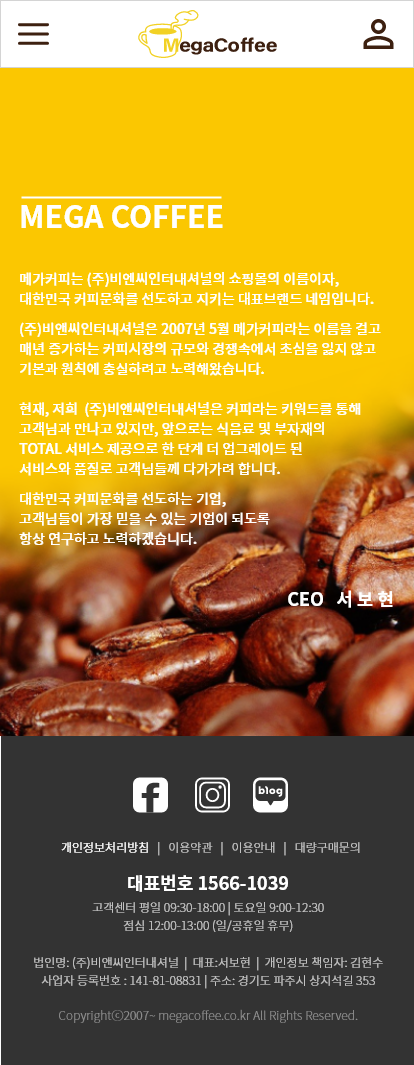 MegaCoffee
MEGA COFFEE
메가커피는 (주)비앤씨인터내셔널의 쇼핑몰의 이름이자,
대한민국 커피문화를 선도하고 지키는 대표브랜드 네임입니다.
(주)비앤씨인터내셔널은 2007년 5월 메가커피라는 이름을 걸고
매년 증가하는 커피시장의 규모와 경쟁속에서 초심을 잃지 않고
기본과 원칙에 충실하려고 노력해왔습니다.
현재, 저희 (주)비앤씨인터내셔널은 커피라는 키워드를 통해
고객님과 만나고 있지만, 앞으로는 식음료 및 부자재의
TOTAL 서비스 제공으로 한 단계 더 업그레이드 된
서비스와 품질로 고객님들께 다가가려 합니다.
대한민국 커피문화를 선도하는 기업,
고객님들이 가장 믿을 수 있는 기업이 되도록
항상 연구하고 노력하겠습니다.
CEO 서보현
blog
개인정보처리방침 | 이용약관 | 이용안내 | 대량구매문의
대표번호 1566-1039
고객센터 평일 09:30-18:00 | 토요일 9:00-12:30
점심 12:00-13:00 (일/공휴일 휴무)
법인명: (주)비앤씨인터내셔널 | 대표:서보현 | 개인정보 책임자: 김현수
사업자 등록번호 : 141-81-08831 | 주소: 경기도 파주시 상지석길 353
Copyrightⓒ2007~ megacoffee.co.kr All Rights Reserved.